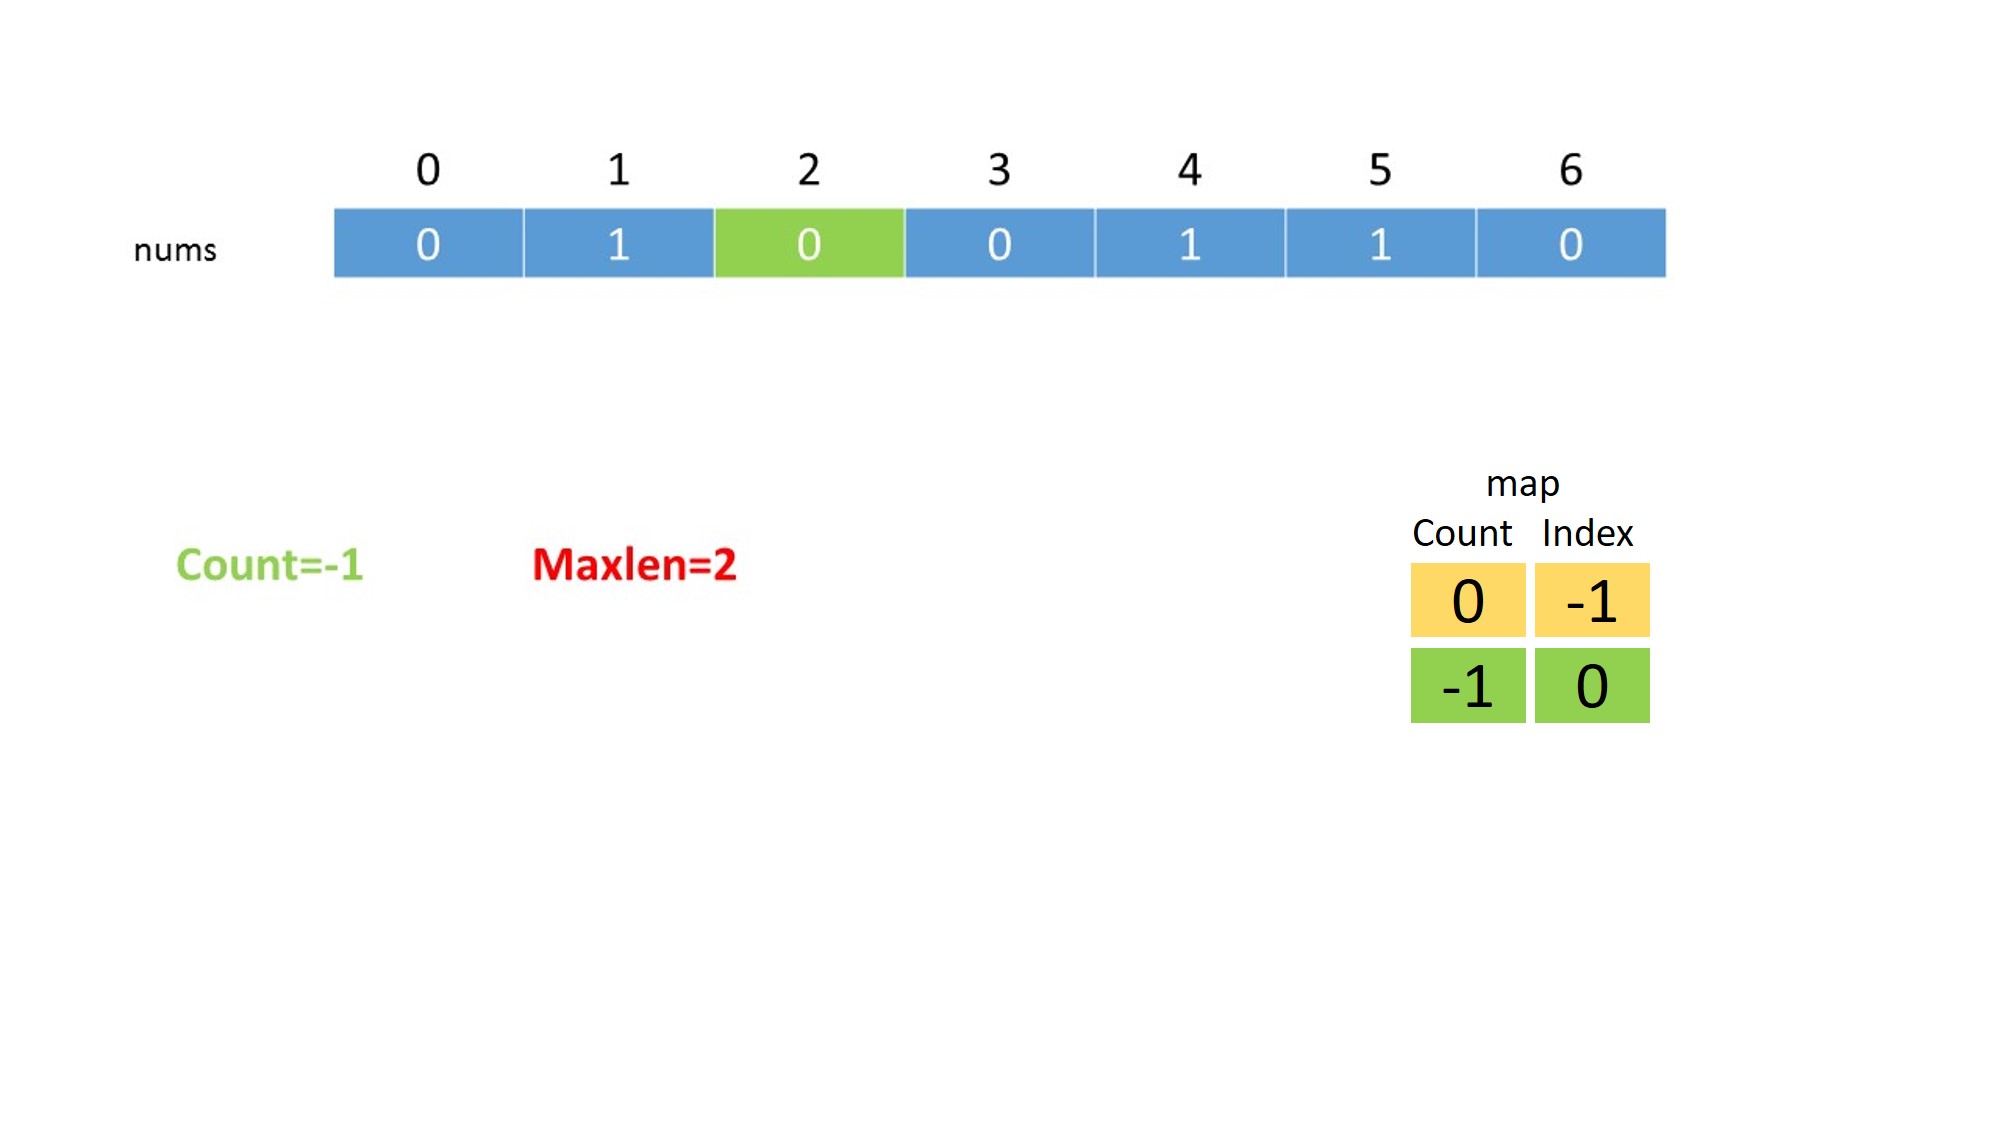 0 1 2 3 4 5 6
nums 0 1 0 0 1 1 0
map
Count Index
Count=-1 Maxlen=2
0 -1
-1 0